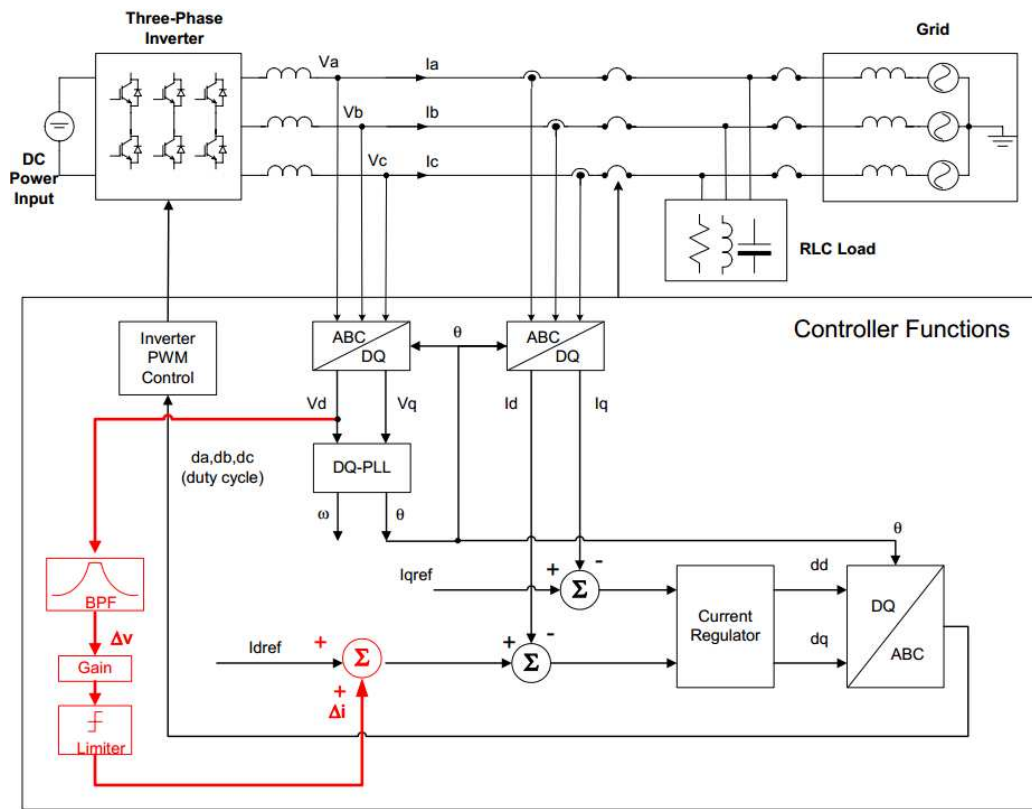 Three-Phase
Inverter
Grid
Va
Ia
Vb
Ib
Vc
Ic
DC
Power
Input
RLC Load
Controller Functions
Inverter
PWM
Control
ABC
DQ
θ
ABC
DQ
Vd
Vq
Id
Iq
da,db,dc
(duty cycle)
DQ-PLL
ω
θ
θ
BPF
Δv
Gain
Limiter
Iqref
+
-
Σ
Idref
+
Σ
+
Δi
+
-
Σ
Current
Regulator
dd
dq
DQ
ABC